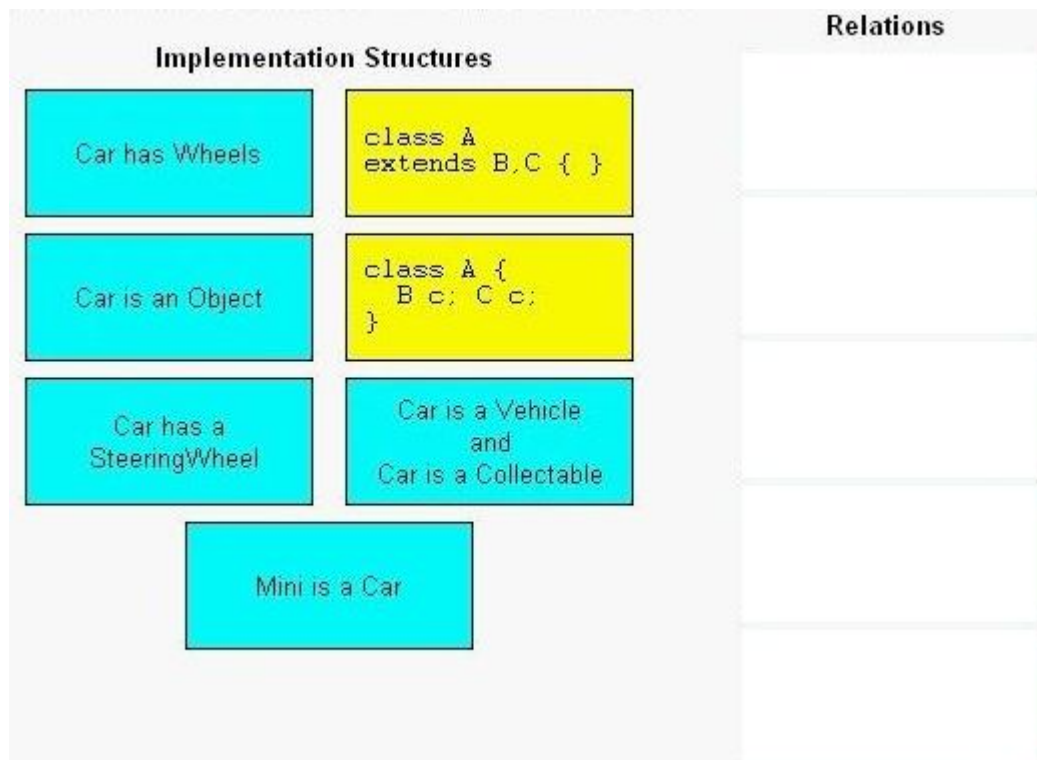 Relations
Implementation Structures
Car has Wheels
class A
extends B,C { }
Car is an Object
class A {
B c; C c;
}
Car has a
SteeringWheel
Car is a Vehicle
and
Car is a Collectable
Mini is a Car